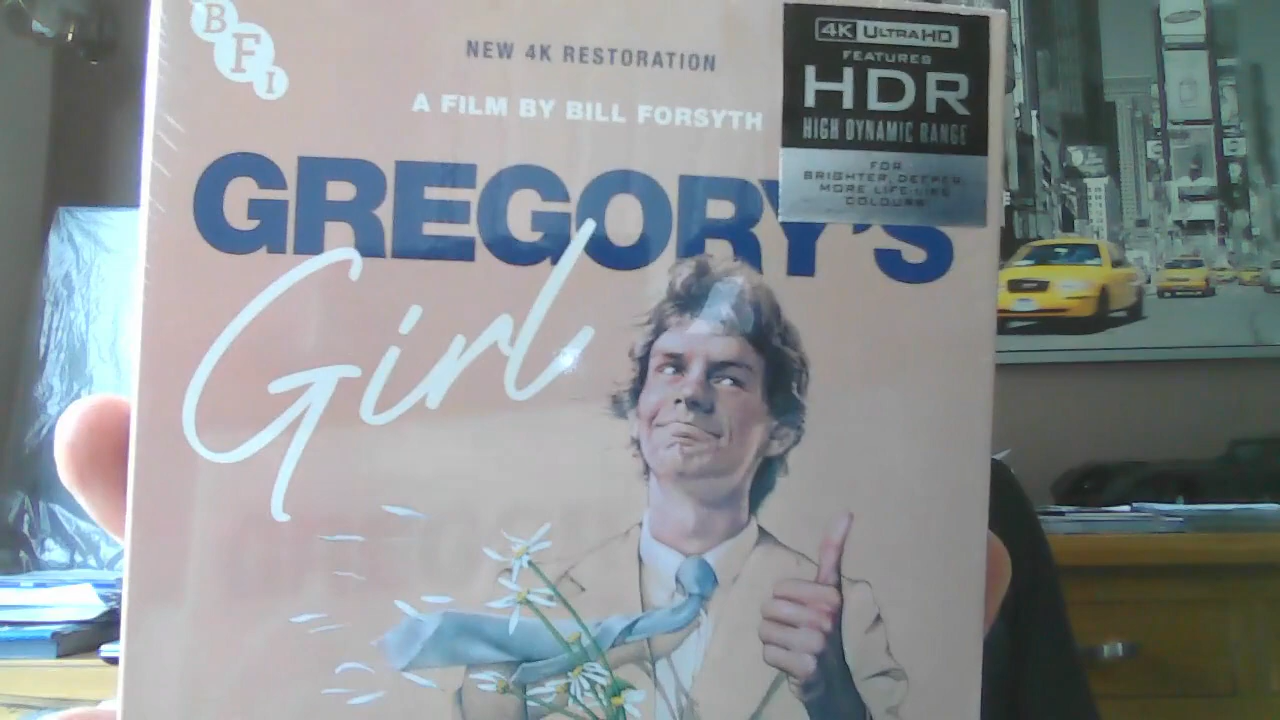 BFI
NEW 4K RESTORATION
A FILM BY BILL FORSYTH
GREGORY'S
Girl
4K ULTRA HD
FEATURES
HDR
HIGH DYNAMIC RANGE
FOR
BRIGHTER, DEEPER
MORE LIFE-LIKE
COLOURS